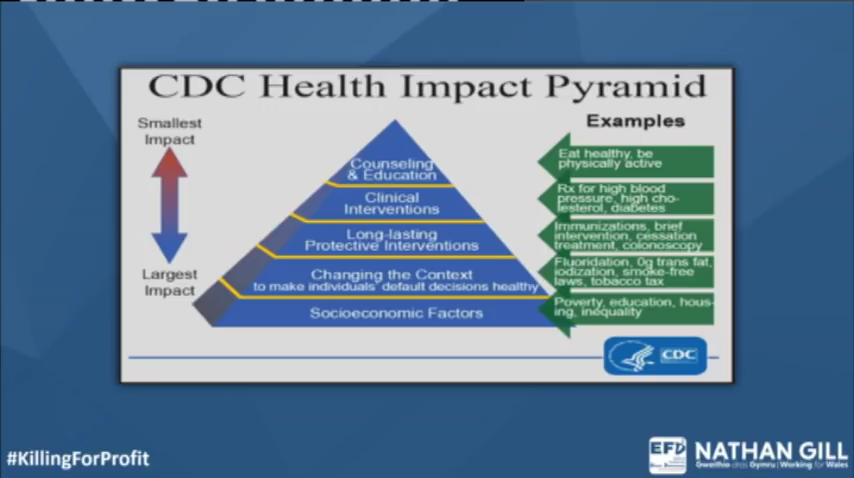 CDC Health Impact Pyramid
Smallest
Impact
Largest
Impact
Counseling
& Education
Clinical
Interventions
Long-lasting
Protective Interventions
Changing the Context
to make individuals' default decisions healthy
Socioeconomic Factors
Examples
Eat healthy, be
physically active
Rx for high blood
pressure, high cho-
lesterol, diabetes
Immunizations, brief
intervention, cessation
treatment, colonoscopy
Fluoridation, 0g trans fat,
iodization, smoke-free
laws, tobacco tax
Poverty, education, hous-
ing, inequality
CDC
#KillingForProfit
EFD
NATHAN GILL
Gweithio dros Gymru | Working for Wales